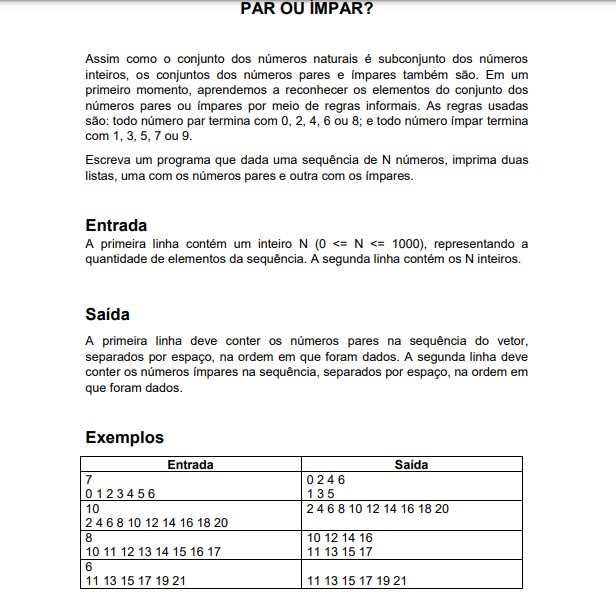 PAR OU ÍMPAR?
Assim como o conjunto dos números naturais é subconjunto dos números
inteiros, os conjuntos dos números pares e ímpares também são. Em um
primeiro momento, aprendemos a reconhecer os elementos do conjunto dos
números pares ou ímpares por meio de regras informais. As regras usadas
são: todo número par termina com 0, 2, 4, 6 ou 8; e todo número ímpar termina
com 1, 3, 5, 7 ou 9.
Escreva um programa que dada uma sequência de N números, imprima duas
listas, uma com os números pares e outra com os ímpares.
Entrada
A primeira linha contém um inteiro N (0 <= N <= 1000), representando a
quantidade de elementos da sequência. A segunda linha contém os N inteiros.
Saída
A primeira linha deve conter os números pares na sequência do vetor,
separados por espaço, na ordem em que foram dados. A segunda linha deve
conter os números ímpares na sequência, separados por espaço, na ordem em
que foram dados.
Exemplos
Entrada Saída
7 0 2 4 6
0 1 2 3 4 5 6 1 3 5
10 2 4 6 8 10 12 14 16 18 20
2 4 6 8 10 12 14 16 18 20
8 10 12 14 16
10 11 12 13 14 15 16 17 11 13 15 17
6
11 13 15 17 19 21 11 13 15 17 19 21